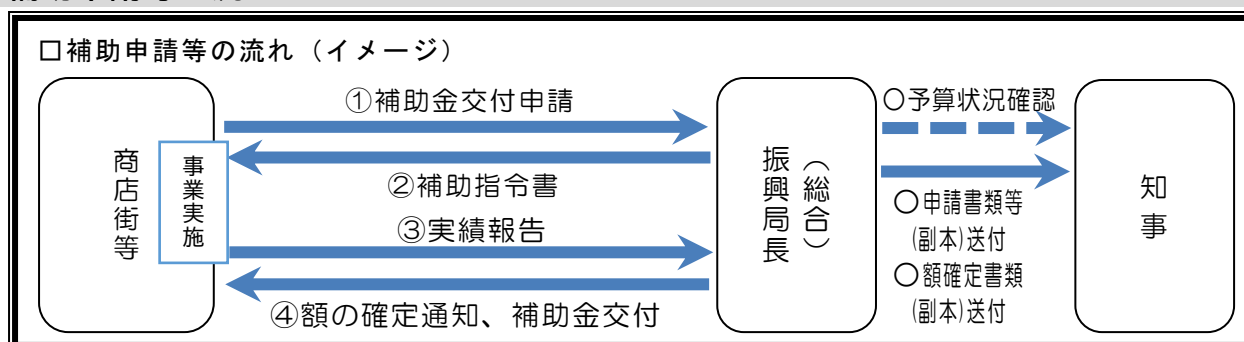 □補助申請等の流れ（イメージ）
商店街等
事業実施
①補助金交付申請
②補助指令書
③実績報告
④額の確定通知、補助金交付
（総合）
振興局長
〇予算状況確認
〇申請書類等
(副本)送付
〇額確定書類
(副本)送付
知事